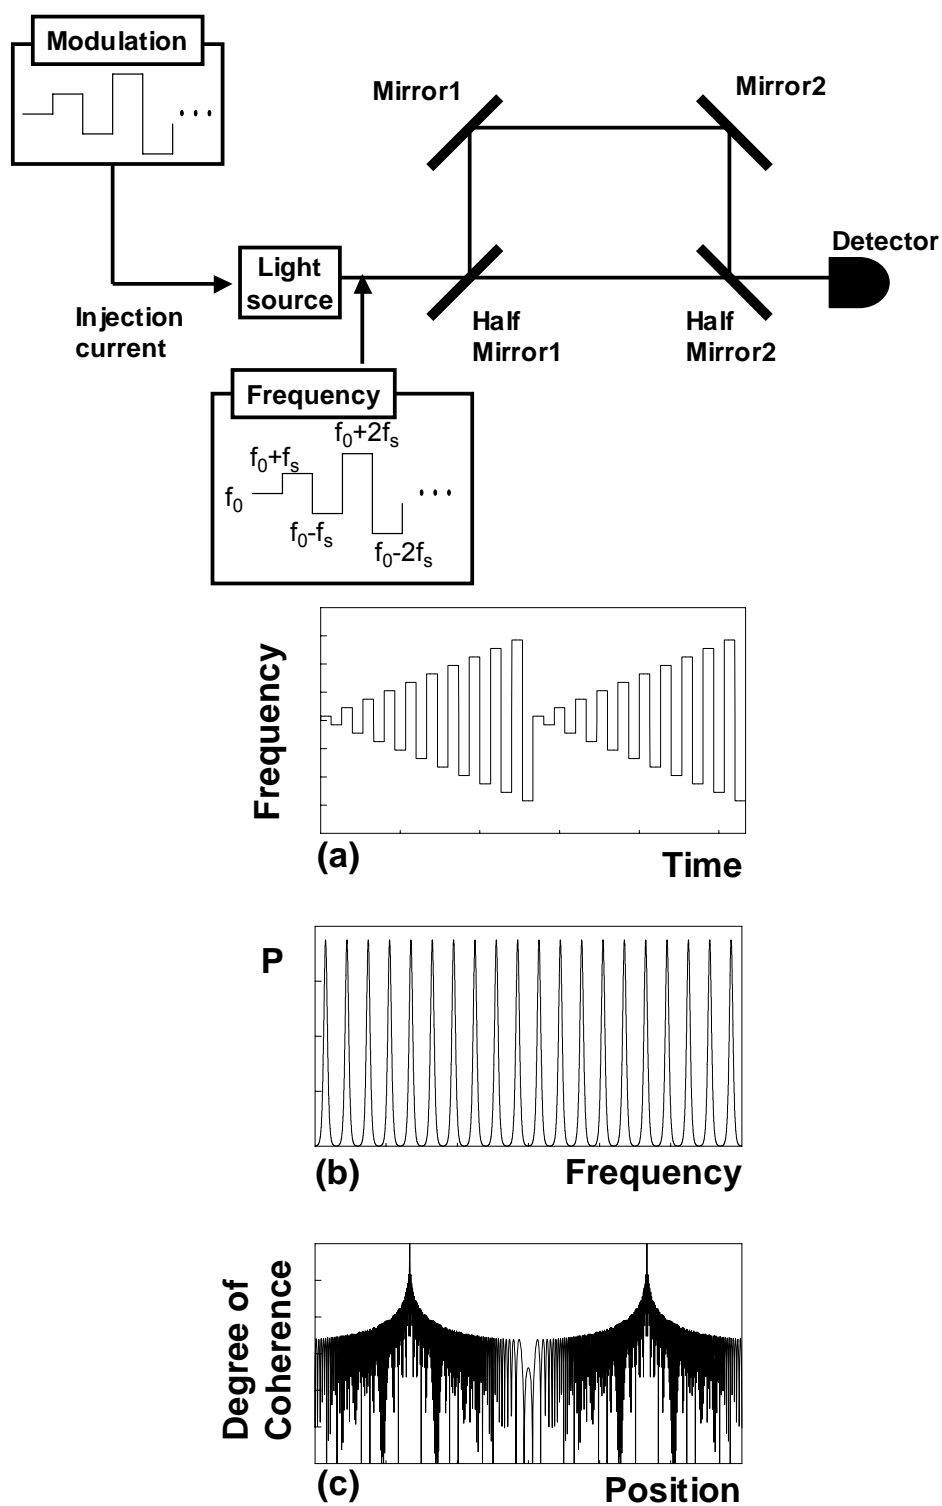 Modulation
Mirror1
Mirror2
Detector
Light
source
Injection
current
Half
Mirror1
Half
Mirror2
Frequency
f0+2fs
f0+fs
f0
f0-fs
f0-2fs
Frequency
(a)
Time
P
(b)
Frequency
Degree of
Coherence
(c)
Position